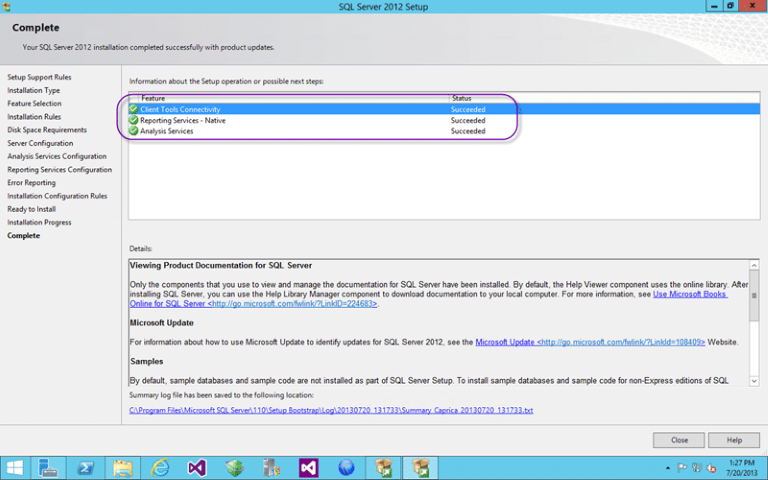 SQL Server 2012 Setup
Complete
Your SQL Server 2012 installation completed successfully with product updates.
Setup Support Rules
Installation Type
Feature Selection
Installation Rules
Disk Space Requirements
Server Configuration
Analysis Services Configuration
Reporting Services Configuration
Error Reporting
Installation Configuration Rules
Ready to Install
Installation Progress
Complete
Information about the Setup operation or possible next steps:
Feature Status
Client Tools Connectivity Succeeded
Reporting Services - Native Succeeded
Analysis Services Succeeded
Details:
Viewing Product Documentation for SQL Server
Only the components that you use to view and manage the documentation for SQL Server have been installed. By default, the Help Viewer component uses the online library. After
installing SQL Server, you can use the Help Library Manager component to download documentation to your local computer. For more information, see Use Microsoft Books
Online for SQL Server <http://go.microsoft.com/fwlink/?LinkID=224683>.
Microsoft Update
For information about how to use Microsoft Update to identify updates for SQL Server 2012, see the Microsoft Update <http://go.microsoft.com/fwlink/?LinkId=108409> Website.
Samples
By default, sample databases and sample code are not installed as part of SQL Server Setup. To install sample databases and sample code for non-Express editions of SQL
Summary log file has been saved to the following location:
C:\Program Files\Microsoft SQL Server\110\Setup Bootstrap\Log\20130720_131733\Summary_Caprica_20130720_131733.txt
Close Help
1:27 PM
7/20/2013